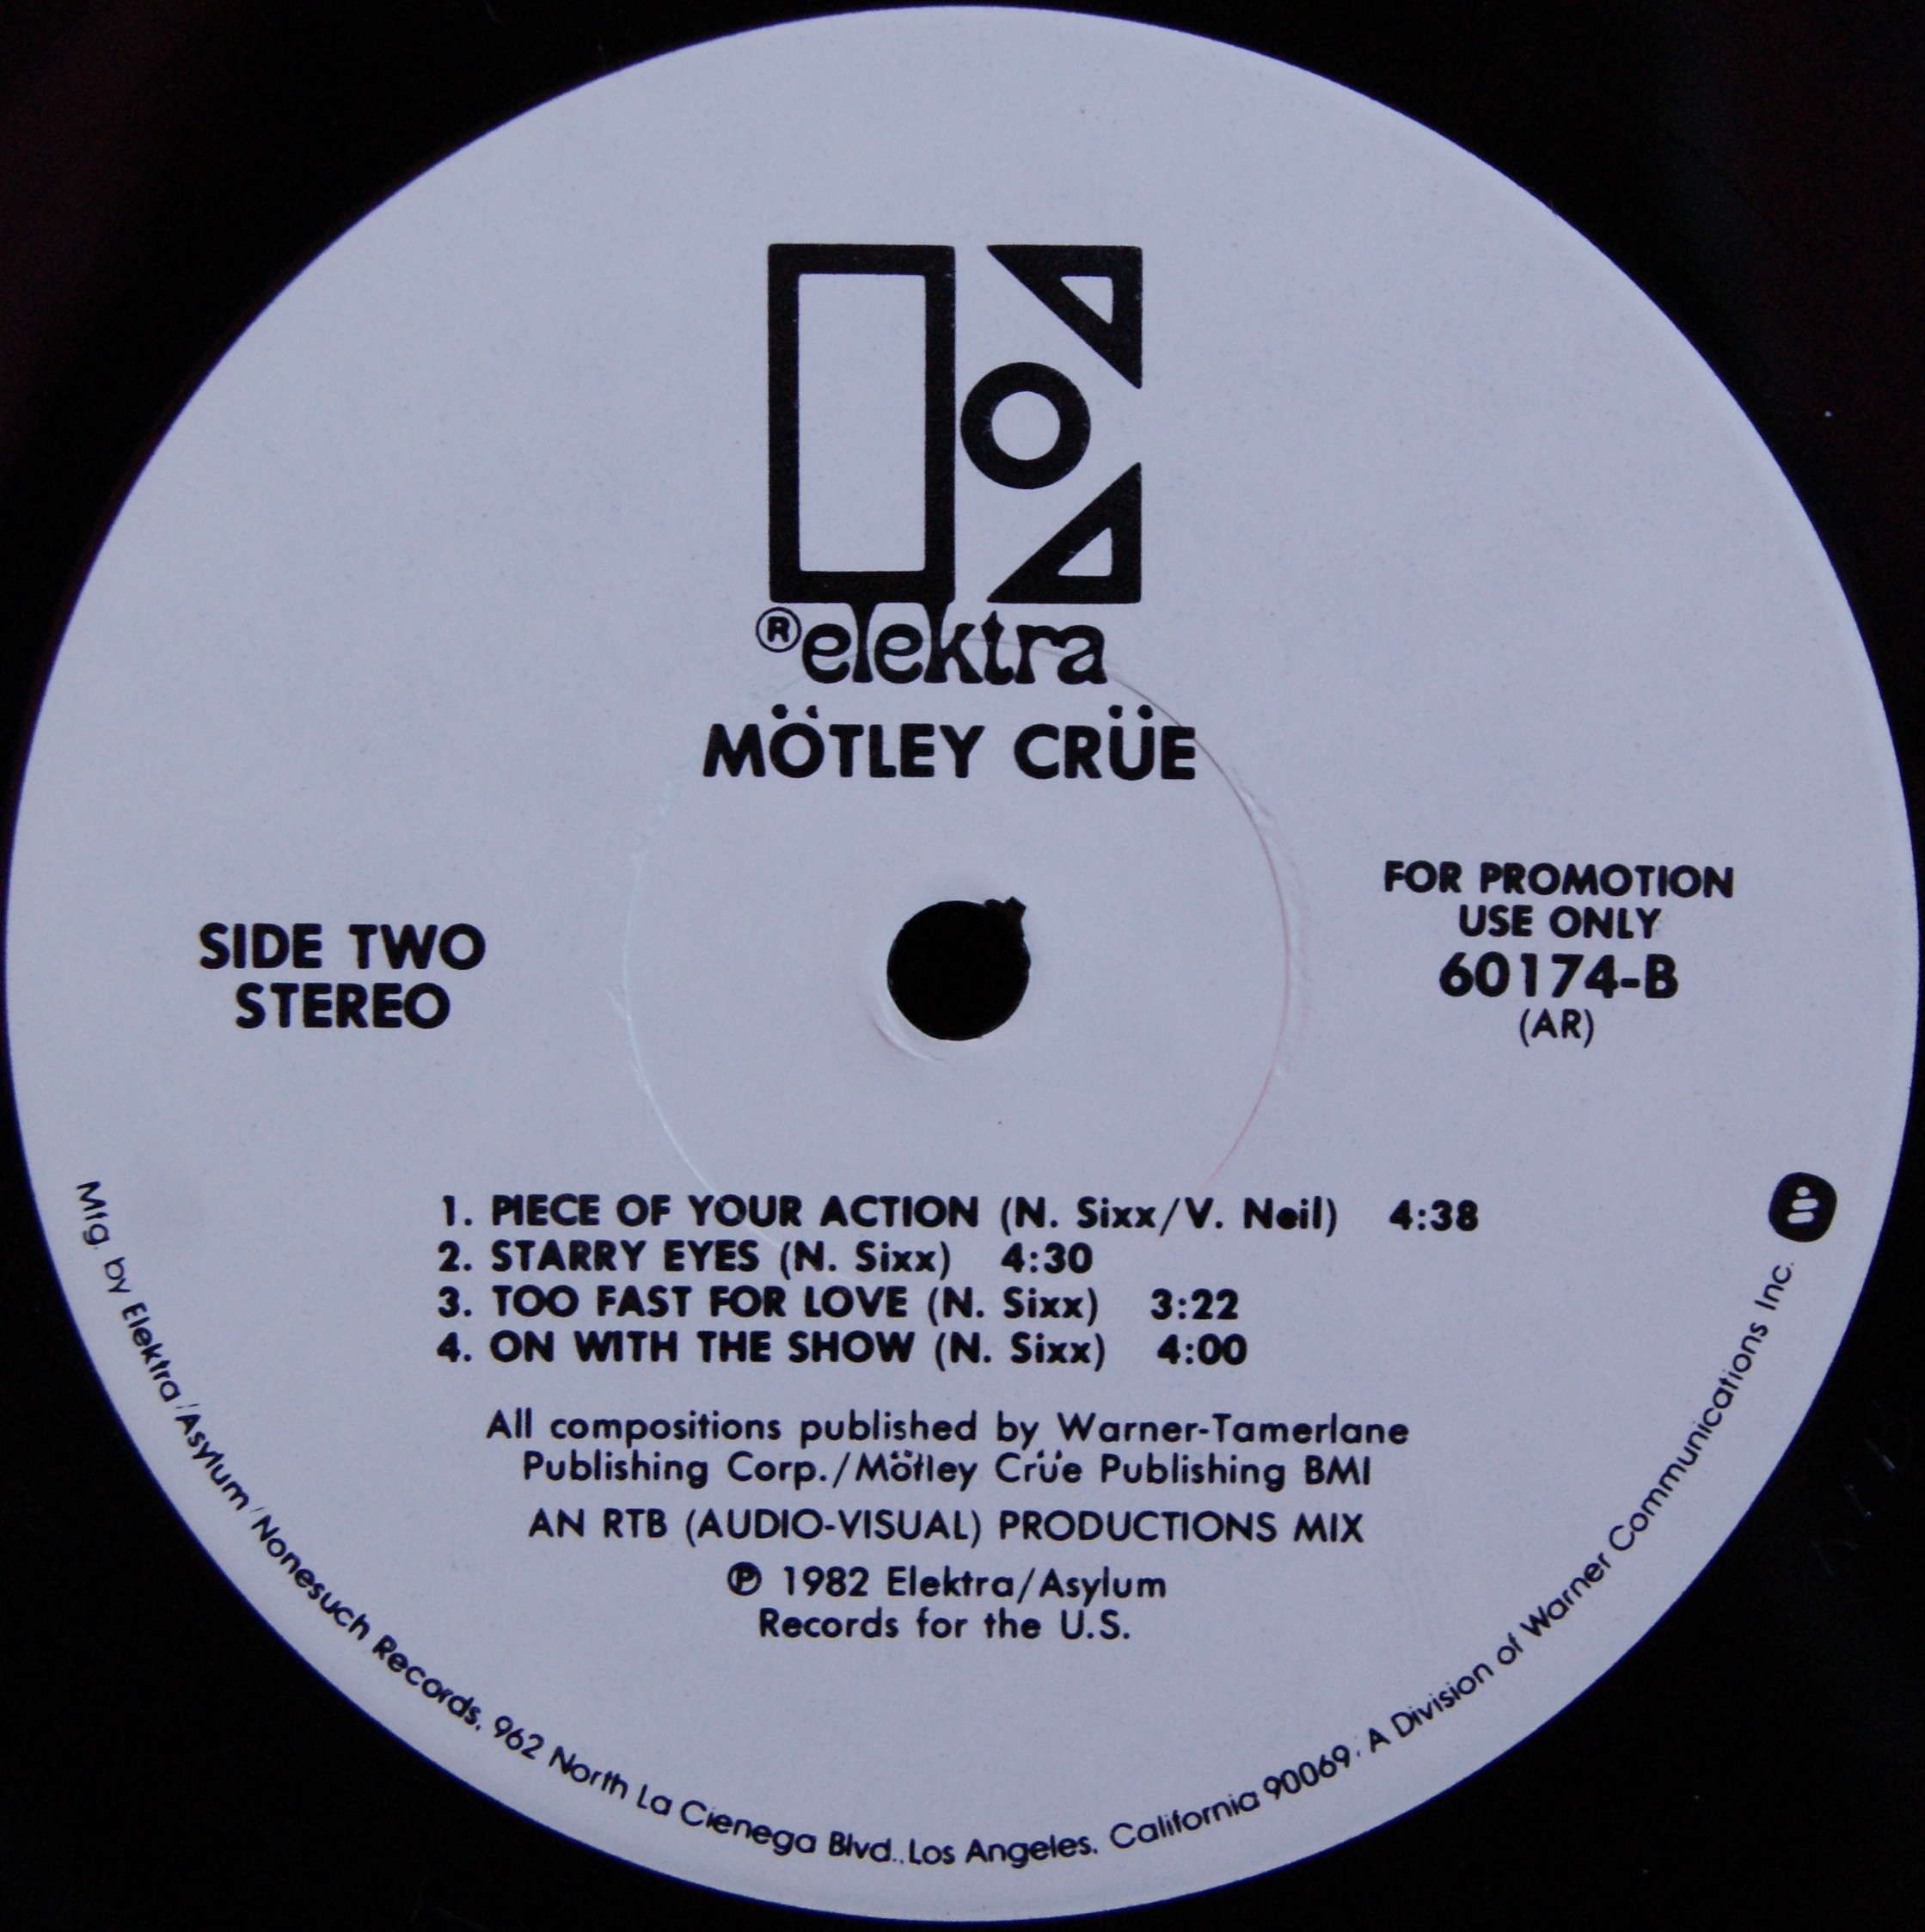 ®elektra
MÖTLEY CRÜE
SIDE TWO
STEREO
FOR PROMOTION
USE ONLY
60174-B
(AR)
1. PIECE OF YOUR ACTION (N. Sixx/V. Neil) 4:38
2. STARRY EYES (N. Sixx) 4:30
3. TOO FAST FOR LOVE (N. Sixx) 3:22
4. ON WITH THE SHOW (N. Sixx) 4:00
All compositions published by Warner-Tamerlane
Publishing Corp./Mötley Crüe Publishing BMI
AN RTB (AUDIO-VISUAL) PRODUCTIONS MIX
℗ 1982 Elektra/Asylum
Records for the U.S.
Mfg. by Elektra/Asylum/Nonesuch Records, 962 North La Cienega Blvd., Los Angeles, California 90069. A Division of Warner Communications Inc.